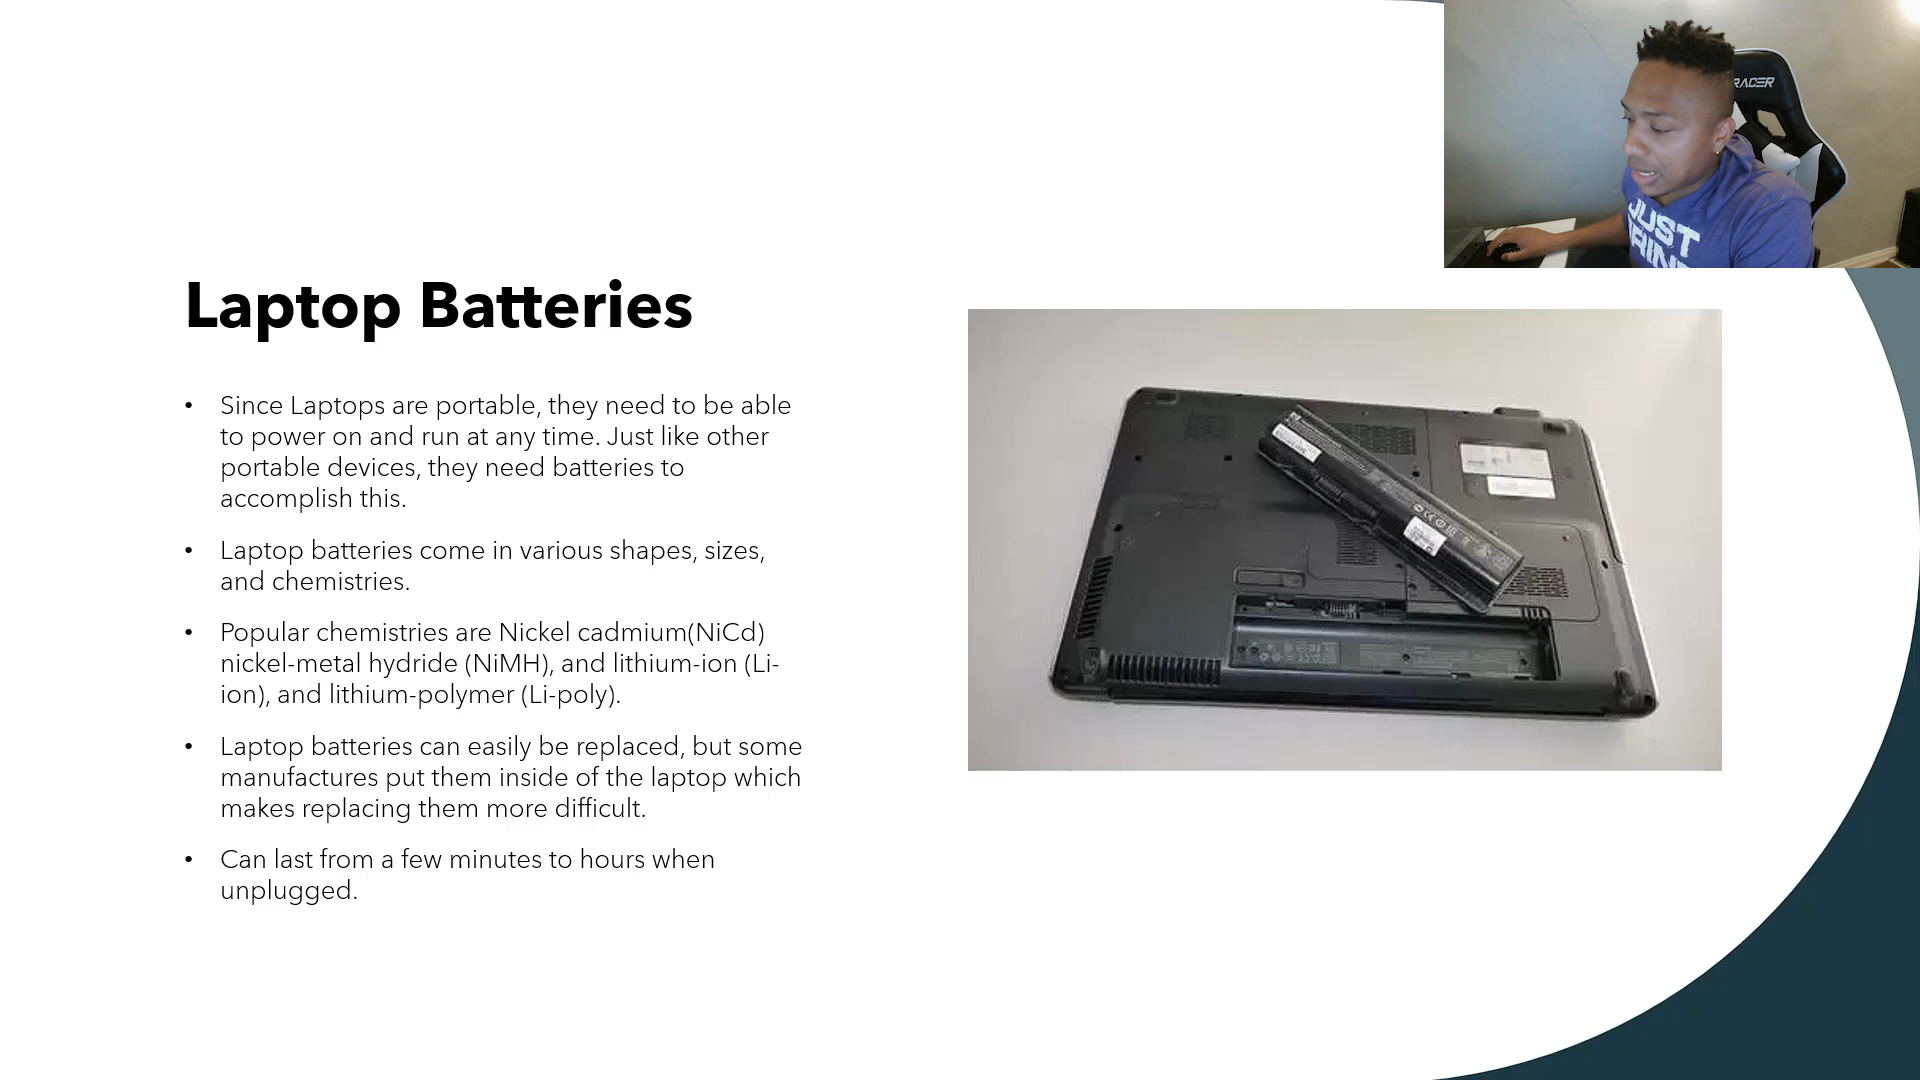 RACER
JUST
Laptop Batteries
• Since Laptops are portable, they need to be able
to power on and run at any time. Just like other
portable devices, they need batteries to
accomplish this.
• Laptop batteries come in various shapes, sizes,
and chemistries.
• Popular chemistries are Nickel cadmium(NiCd)
nickel-metal hydride (NiMH), and lithium-ion (Li-
ion), and lithium-polymer (Li-poly).
• Laptop batteries can easily be replaced, but some
manufactures put them inside of the laptop which
makes replacing them more difficult.
• Can last from a few minutes to hours when
unplugged.